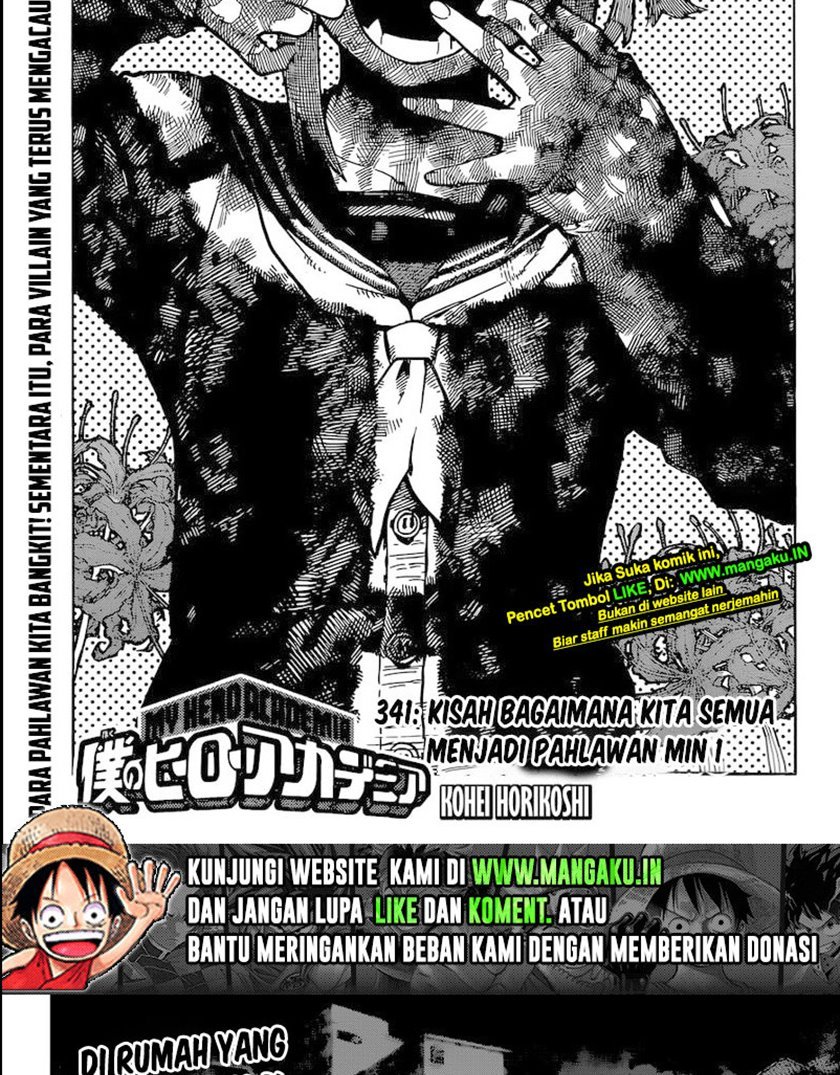 PARA PAHLAWAN KITA BANGKIT! SEMENTARA ITU, PARA VILLAIN YANG TERUS MENGACAU
Jika Suka komik ini,
Pencet Tombol LIKE, Di: WWW.mangaku.IN
Bukan di website lain
Biar staff makin semangat nerjemahin
MY HERO ACADEMIA
僕のヒーローアカデミア
341: KISAH BAGAIMANA KITA SEMUA
MENJADI PAHLAWAN MIN 1
KOHEI HORIKOSHI
KUNJUNGI WEBSITE KAMI DI WWW.MANGAKU.IN
DAN JANGAN LUPA LIKE DAN KOMENT. ATAU
BANTU MERINGANKAN BEBAN KAMI DENGAN MEMBERIKAN DONASI
DI RUMAH YANG